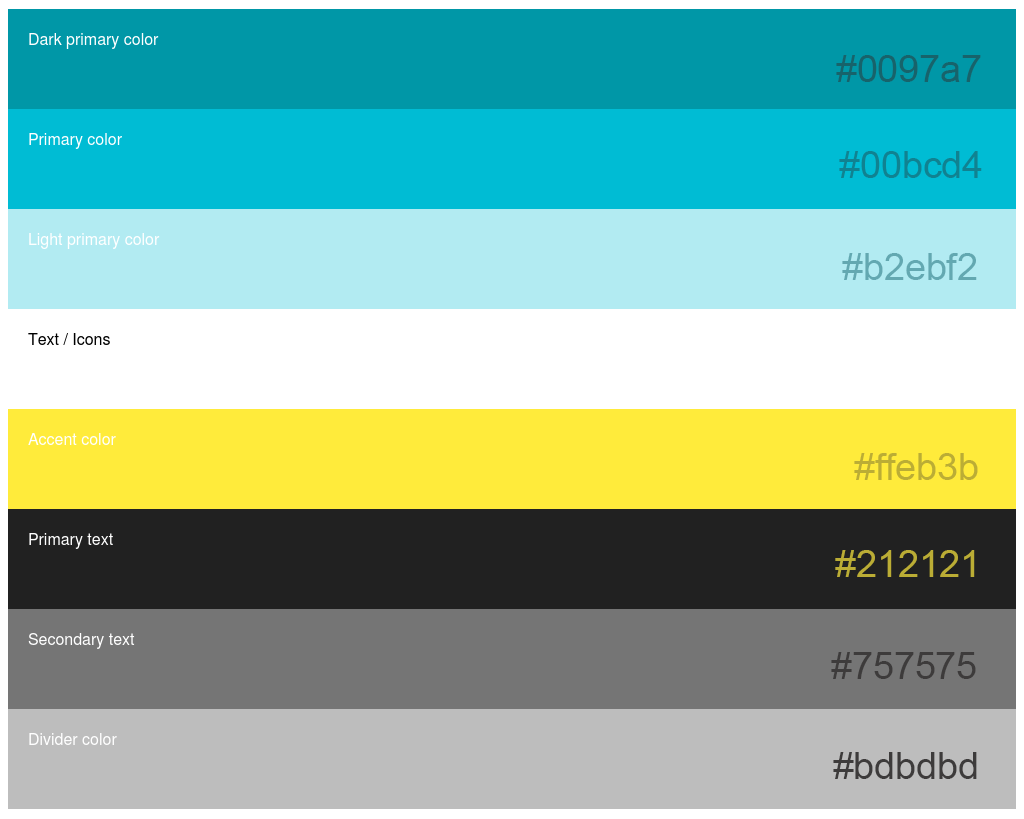 Dark primary color
#0097a7
Primary color
#00bcd4
Light primary color
#b2ebf2
Text / Icons
Accent color
#ffeb3b
Primary text
#212121
Secondary text
#757575
Divider color
#bdbdbd